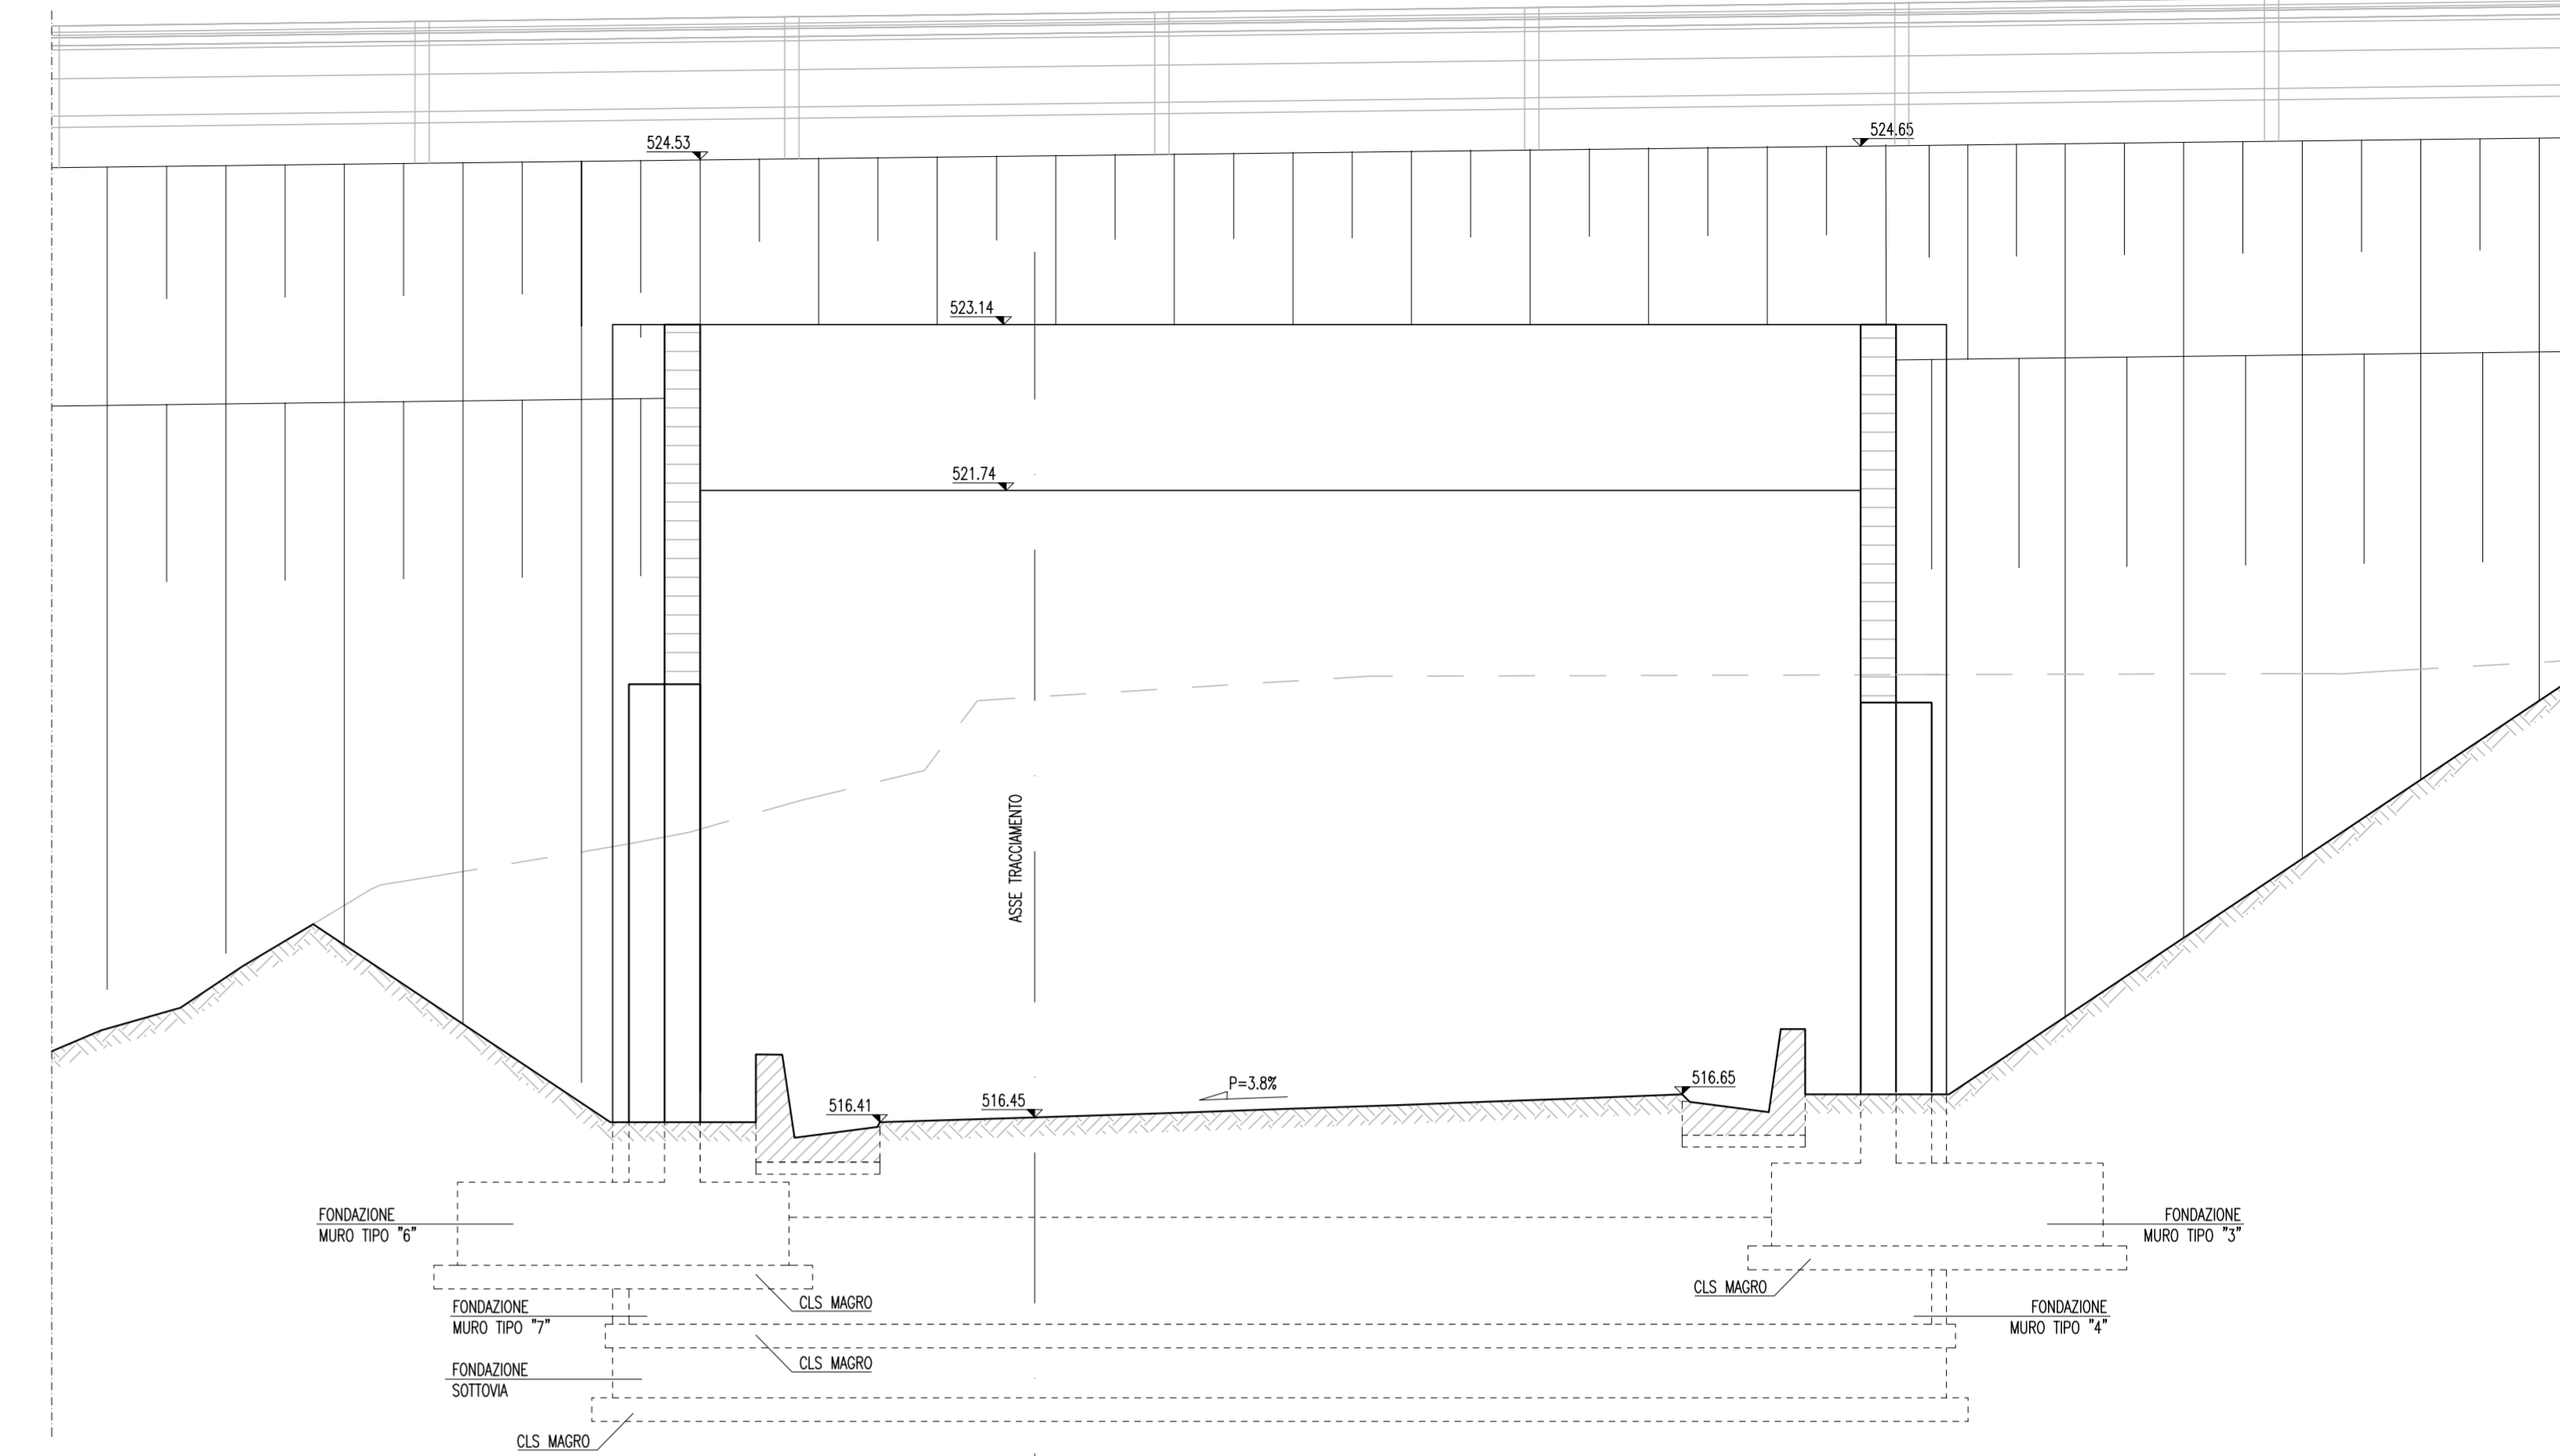 524.53
524.65
523.14
521.74
ASSE TRACCIAMENTO
516.41
516.45
P=3.8%
516.65
FONDAZIONE
MURO TIPO "6"
FONDAZIONE
MURO TIPO "3"
CLS MAGRO
CLS MAGRO
FONDAZIONE
MURO TIPO "7"
FONDAZIONE
MURO TIPO "4"
CLS MAGRO
FONDAZIONE
SOTTOVIA
CLS MAGRO